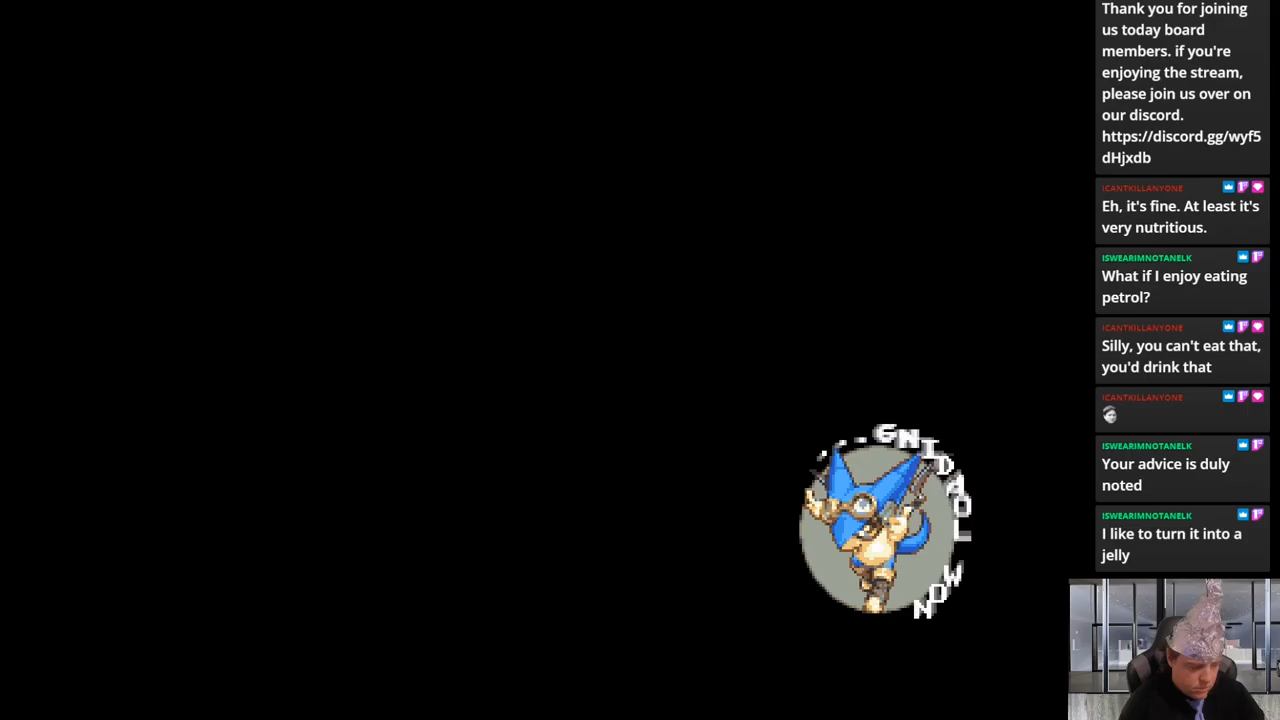 Thank you for joining
us today board
members. if you're
enjoying the stream,
please join us over on
our discord.
https://discord.gg/wyf5
dHjxdb
ICANTKILLANYONE
Eh, it's fine. At least it's
very nutritious.
ISWEARIMNOTANELK
What if I enjoy eating
petrol?
ICANTKILLANYONE
Silly, you can't eat that,
you'd drink that
ICANTKILLANYONE
ISWEARIMNOTANELK
Your advice is duly
noted
ISWEARIMNOTANELK
I like to turn it into a
jelly
NOW LOADING...